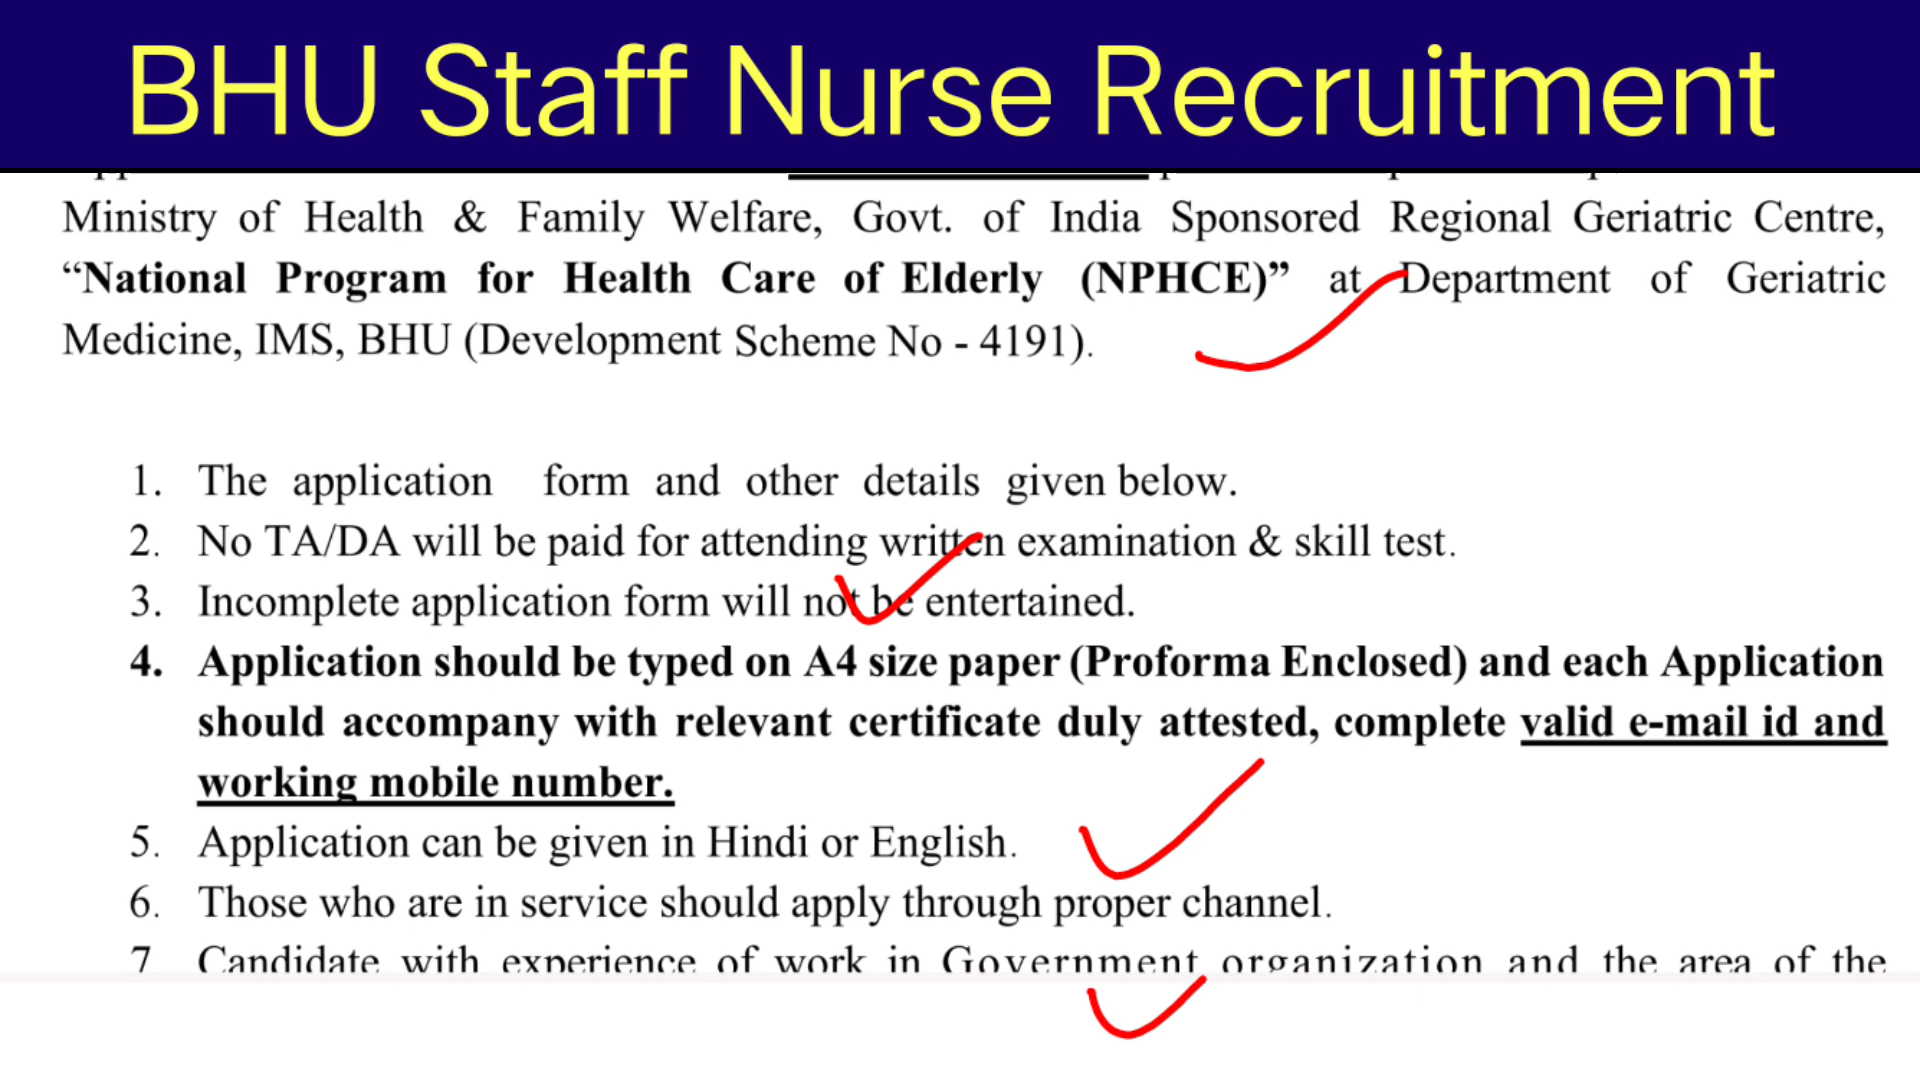 BHU Staff Nurse Recruitment
Ministry of Health & Family Welfare, Govt. of India Sponsored Regional Geriatric Centre,
“National Program for Health Care of Elderly (NPHCE)” at Department of Geriatric
Medicine, IMS, BHU (Development Scheme No - 4191).
1. The application form and other details given below.
2. No TA/DA will be paid for attending written examination & skill test.
3. Incomplete application form will not be entertained.
4. Application should be typed on A4 size paper (Proforma Enclosed) and each Application
should accompany with relevant certificate duly attested, complete valid e-mail id and
working mobile number.
5. Application can be given in Hindi or English.
6. Those who are in service should apply through proper channel.
7 Candidate with experience of work in Government organization and the area of the